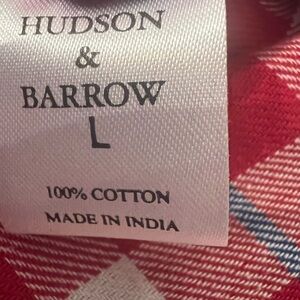 HUDSON
&
BARROW
L
100% COTTON
MADE IN INDIA